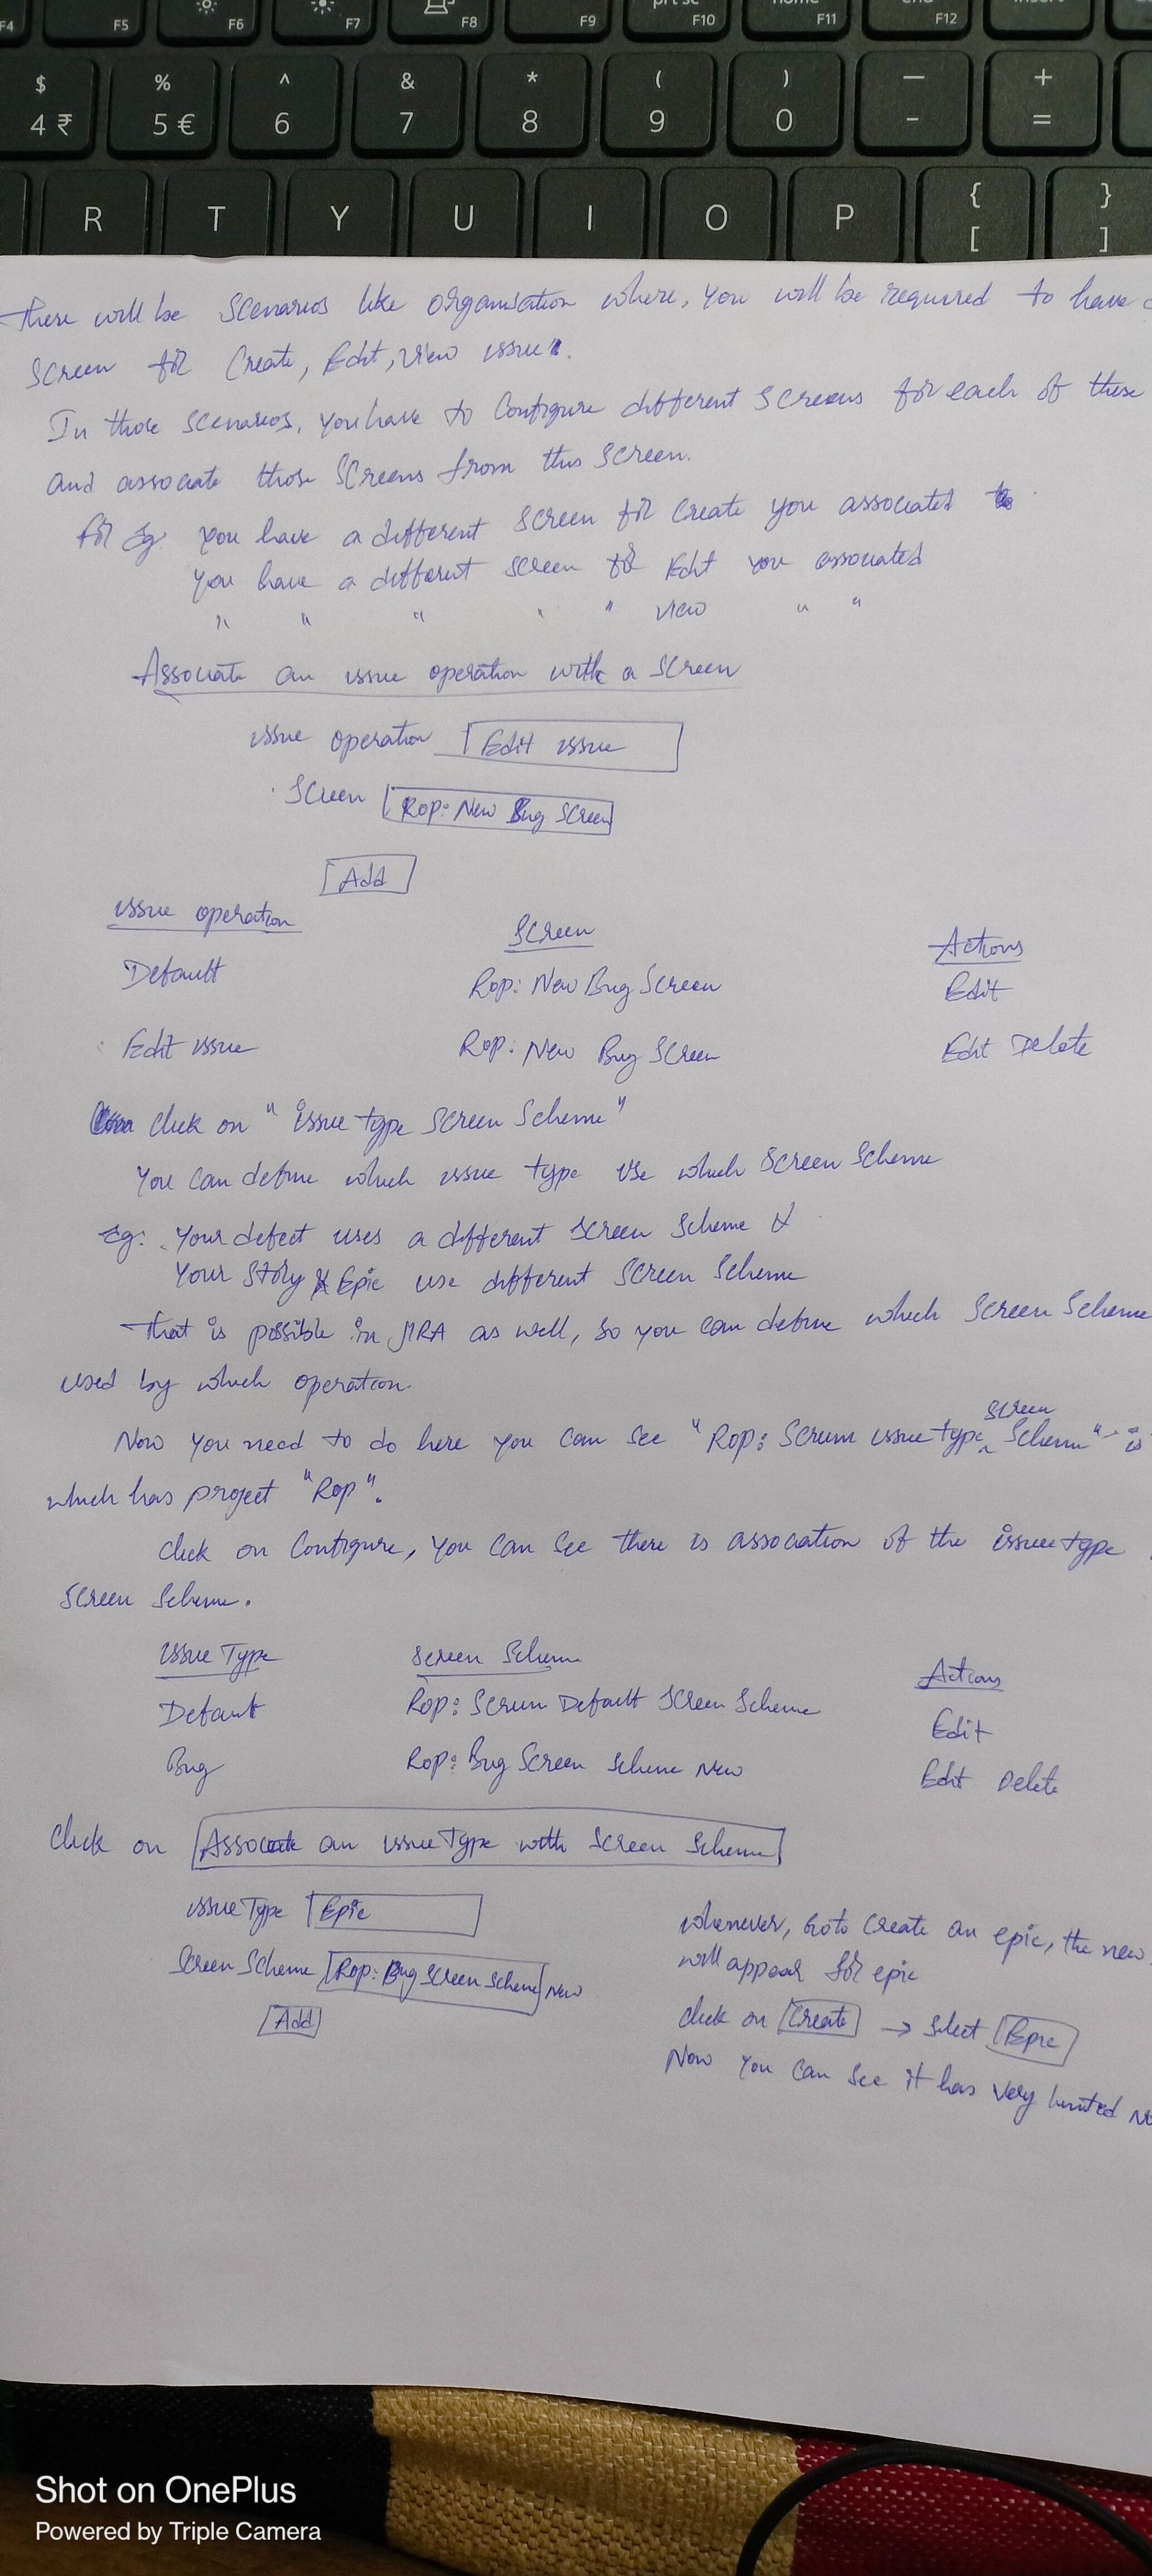 F4 F5 F6 F7 F8 F9 prt sc F10 home F11 end F12 insert
$ % ^ & * ( ) — +
4 ₹ 5 € 6 7 8 9 0 - =
R T Y U I O P { [ } ]
There will be Scenarios like organisation where, you will be required to have
Screen for Create, Edit, View issue.
In those scenarios, you have to Configure different Screens for each of these
and associate those Screens from this Screen.
for Eg: you have a different screen for Create you associated
you have a different screen for Edit you associated
" " " " " view " "
Associate an issue operation with a Screen
issue operation Edit issue
Screen Rop: New Bug Screen
Add
issue operation Screen Actions
Default Rop: New Bug Screen Edit
Edit issue Rop: New Bug Screen Edit Delete
Click on "issue type Screen Scheme"
You can define which issue type use which Screen Scheme
Eg: Your defect uses a different Screen Scheme &
Your Story & Epic use different Screen Scheme
That is possible in JIRA as well, so you can define which Screen Scheme
used by which operation.
Now you need to do here you can see "Rop: Scrum issue type Screen Scheme" is
which has project "Rop".
click on Configure, you can see there is association of the issue type
Screen Scheme.
Issue Type Screen Scheme Actions
Default Rop: Scrum Default Screen Scheme Edit
Bug Rop: Bug Screen Scheme New Edit Delete
Click on Associate an issue Type with Screen Scheme
issue Type Epic
Screen Scheme Rop: Bug Screen Scheme New
Add
whenever, goto Create an epic, the new
will appear for epic
click on Create → Select Epic
Now you can see it has very limited
Shot on OnePlus
Powered by Triple Camera